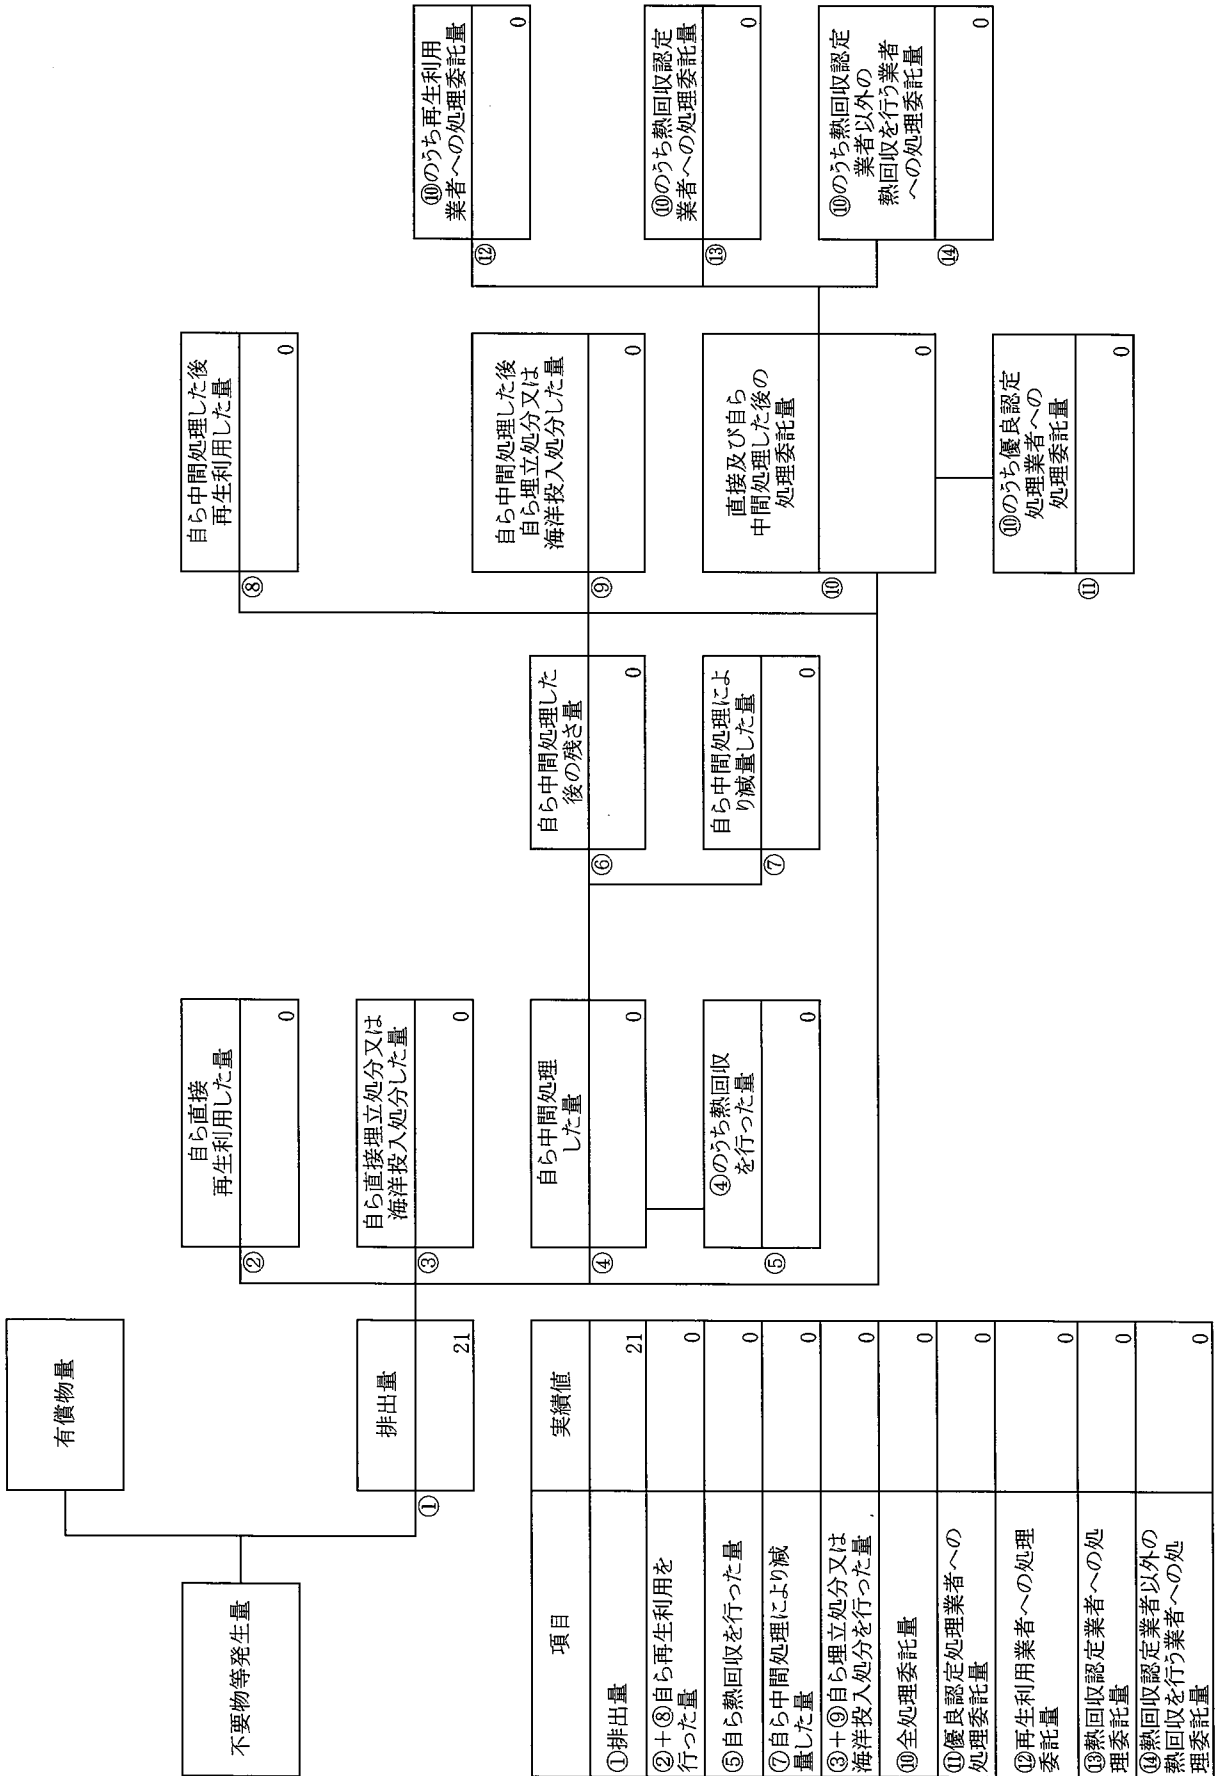 有償物量
不要物等発生量
①
排出量
21
②
自ら直接
再生利用した量
0
③
自ら直接埋立処分又は
海洋投入処分した量
0
④
自ら中間処理
した量
0
⑤
④のうち熱回収
を行った量
0
⑥
自ら中間処理した
後の残さ量
0
⑦
自ら中間処理によ
り減量した量
0
⑧
自ら中間処理した後
再生利用した量
0
⑨
自ら中間処理した後
自ら埋立処分又は
海洋投入処分した量
0
⑩
直接及び自ら
中間処理した後の
処理委託量
0
⑪
⑩のうち優良認定
処理業者への
処理委託量
0
⑫
⑩のうち再生利用
業者への処理委託量
0
⑬
⑩のうち熱回収認定
業者への処理委託量
0
⑭
⑩のうち熱回収認定
業者以外の
熱回収を行う業者
への処理委託量
0
項目
実績値
①排出量
21
②+⑧自ら再生利用を
行った量
0
⑤自ら熱回収を行った量
0
⑦自ら中間処理により減
量した量
0
③+⑨自ら埋立処分又は
海洋投入処分を行った量
0
⑩全処理委託量
0
⑪優良認定処理業者への
処理委託量
0
⑫再生利用業者への処理
委託量
0
⑬熱回収認定業者への処
理委託量
0
⑭熱回収認定業者以外の
熱回収を行う業者への処
理委託量
0